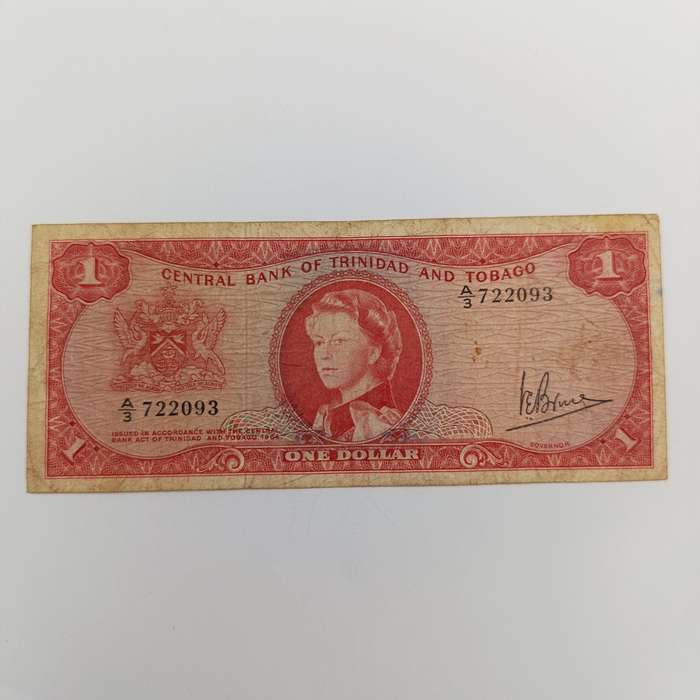 1 1
CENTRAL BANK OF TRINIDAD AND TOBAGO
A/3 722093
A/3 722093
ISSUED IN ACCORDANCE WITH THE CENTRAL
BANK ACT OF TRINIDAD AND TOBAGO 1964
GOVERNOR
1 ONE DOLLAR 1